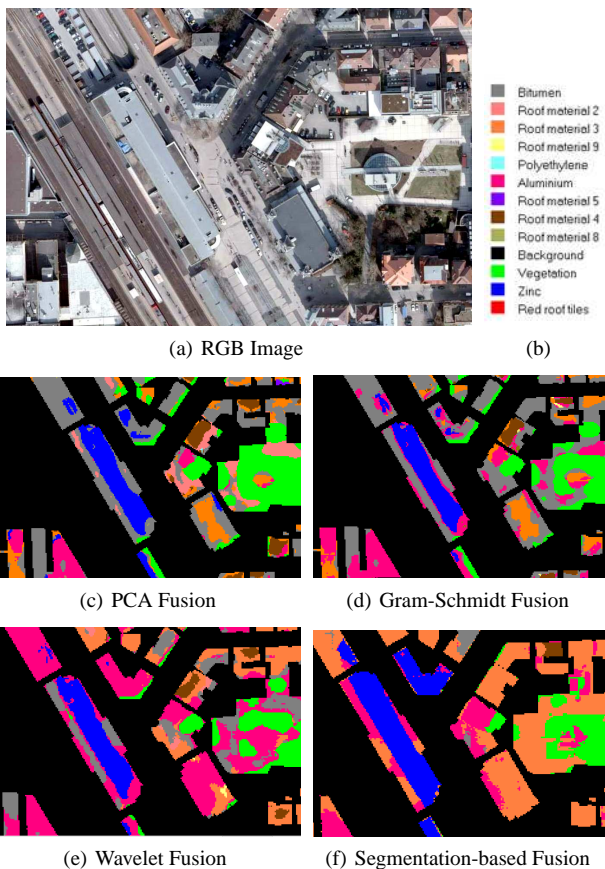 Bitumen
Roof material 2
Roof material 3
Roof material 9
Polyethylene
Aluminium
Roof material 5
Roof material 4
Roof material 8
Background
Vegetation
Zinc
Red roof tiles
(a) RGB Image
(b)
(c) PCA Fusion
(d) Gram-Schmidt Fusion
(e) Wavelet Fusion
(f) Segmentation-based Fusion